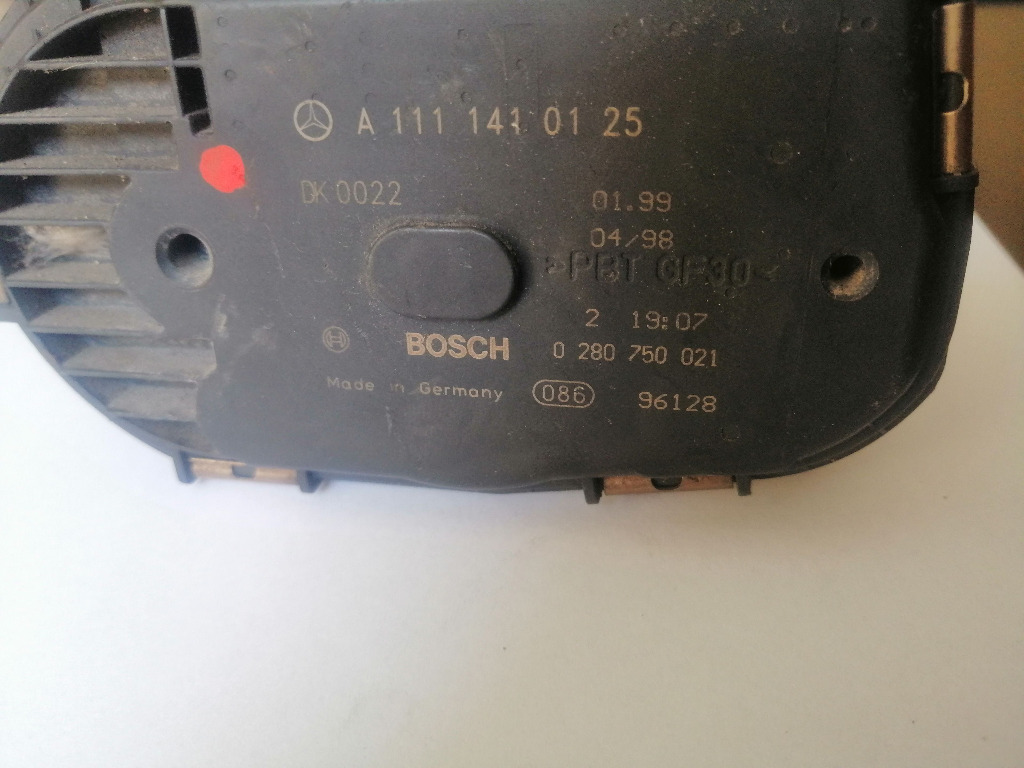 A 111 141 01 25
DK 0022
01.99
04/98
>PBT GF30<
2 19:07
BOSCH 0 280 750 021
Made in Germany 086 96128